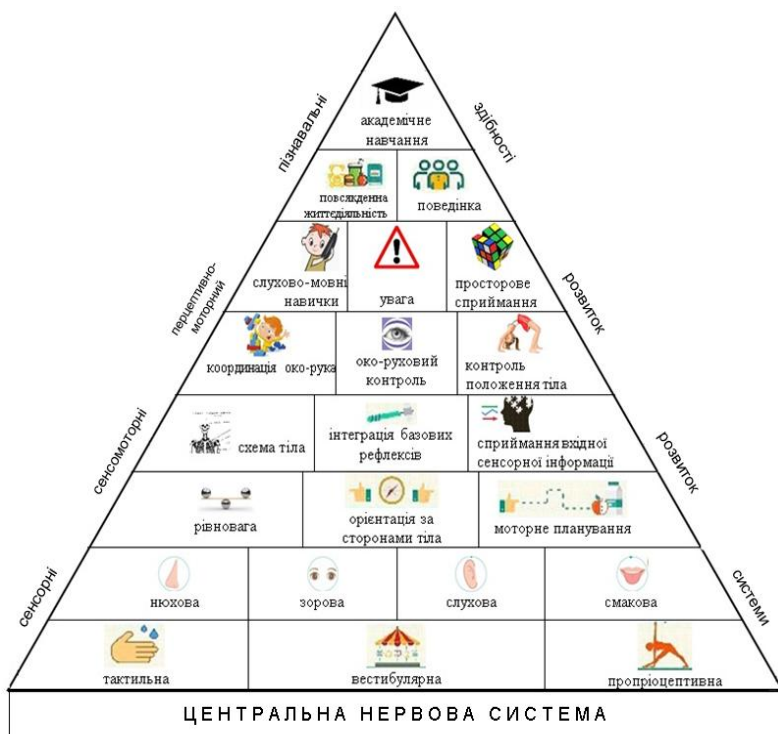 академічне
навчання
пізнавальні
здібності
повсякденна
життєдіяльність
поведінка
слухово-мовні
навички
увага
просторове
сприймання
перцептивно-
моторний
розвиток
координація око-рука
око-руховий
контроль
контроль
положення тіла
схема тіла
інтеграція базових
рефлексів
сприймання вхідної
сенсорної інформації
сенсомоторні
розвиток
рівновага
орієнтація за
сторонами тіла
моторне планування
нюхова
зорова
слухова
смакова
сенсорні
системи
тактильна
вестибулярна
пропріоцептивна
ЦЕНТРАЛЬНА НЕРВОВА СИСТЕМА